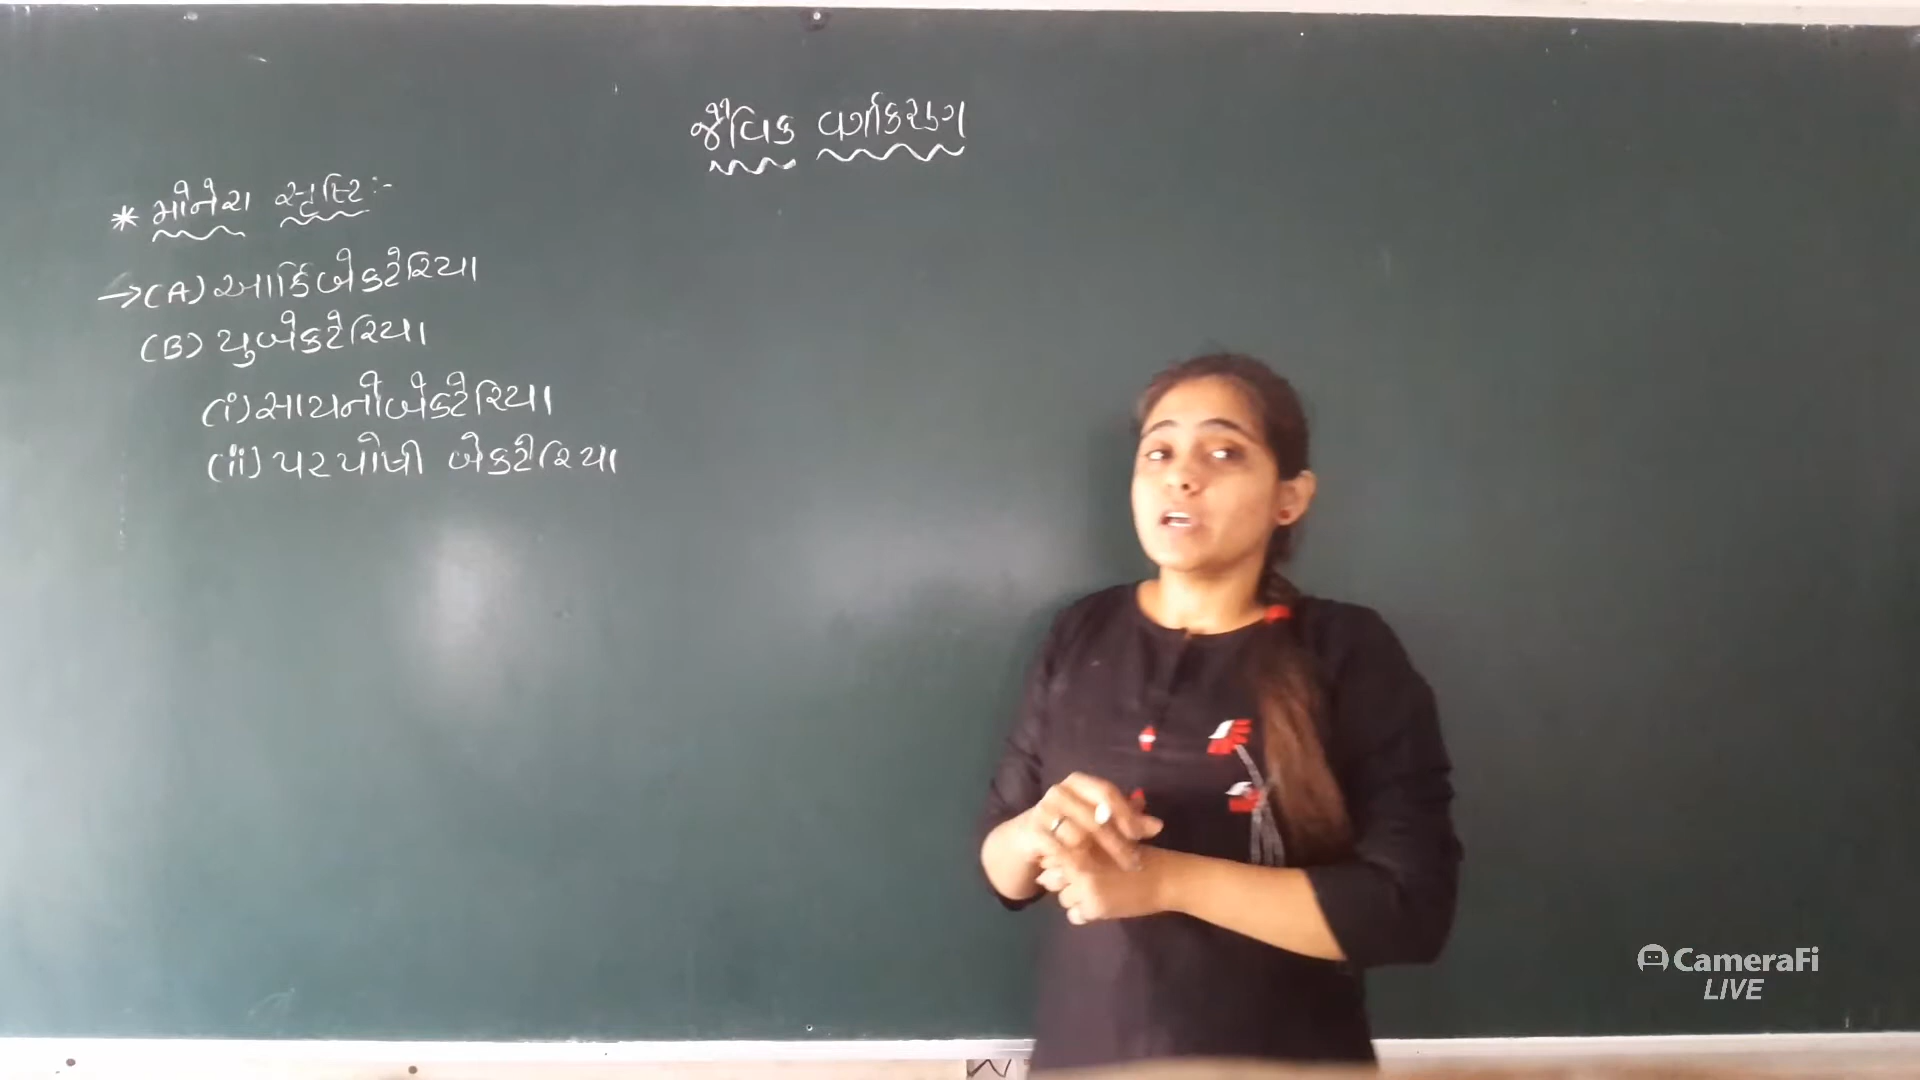 જૈવિક વર્ગીકરણ
* મોનેરા સૃષ્ટિ:-
→(A) આર્કિબેક્ટેરિયા
(B) યુબેક્ટેરિયા
(i) સાયનોબેક્ટેરિયા
(ii) પરપોષી બેક્ટેરિયા
CameraFi
LIVE